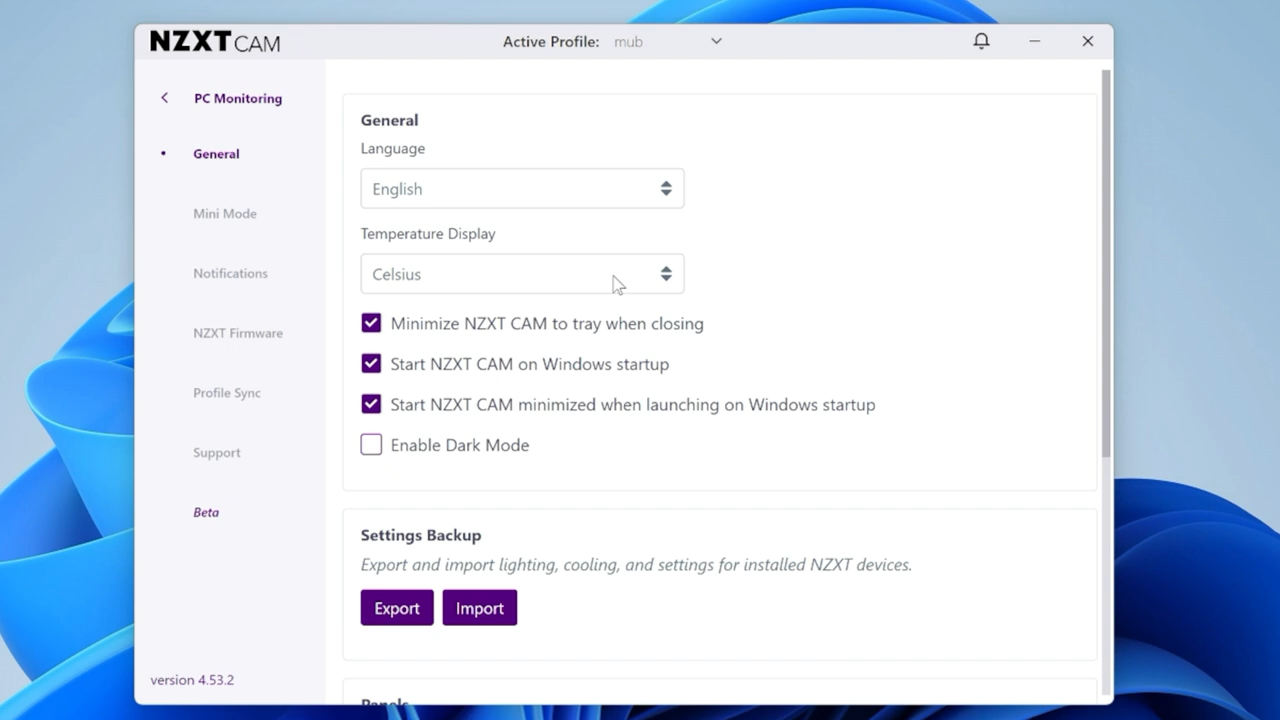 NZXT CAM
Active Profile: mub
PC Monitoring
General
Mini Mode
Notifications
NZXT Firmware
Profile Sync
Support
Beta
version 4.53.2
General
Language
English
Temperature Display
Celsius
Minimize NZXT CAM to tray when closing
Start NZXT CAM on Windows startup
Start NZXT CAM minimized when launching on Windows startup
Enable Dark Mode
Settings Backup
Export and import lighting, cooling, and settings for installed NZXT devices.
Export Import
Panels